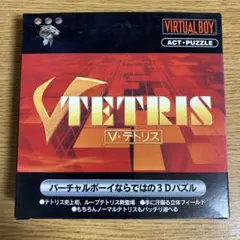 VIRTUAL BOY
ACT・PUZZLE
V TETRIS
V・テトリス
バーチャルボーイならではの3Dパズル
●テトリス史上初、ループテトリス新登場 ●手に汗握る立体フィールド
●もちろんノーマルテトリスもバッチリ遊べる